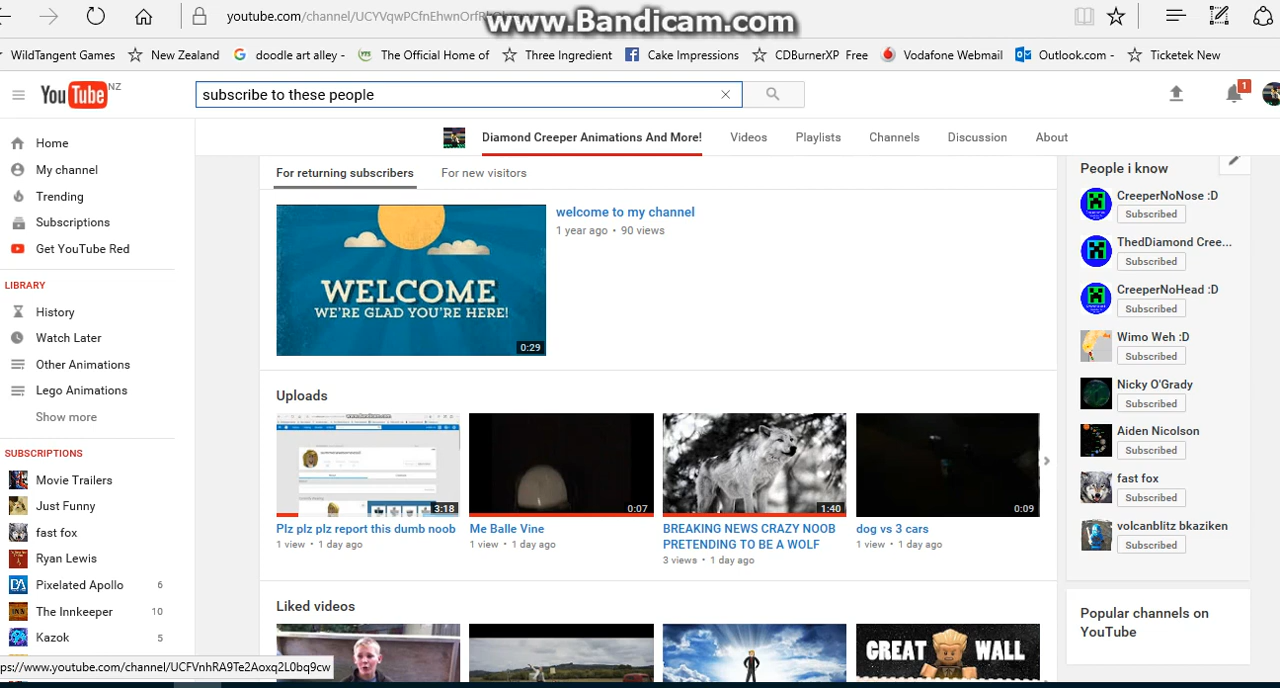 www.Bandicam.com
youtube.com/channel/UCYVqwPCfnEhwnOrf
WildTangent Games New Zealand doodle art alley - The Official Home of Three Ingredient Cake Impressions CDBurnerXP Free Vodafone Webmail Outlook.com - Ticketek New
YouTube NZ
subscribe to these people
1
Diamond Creeper Animations And More! Videos Playlists Channels Discussion About
Home
My channel
Trending
Subscriptions
Get YouTube Red
LIBRARY
History
Watch Later
Other Animations
Lego Animations
Show more
SUBSCRIPTIONS
Movie Trailers
Just Funny
fast fox
Ryan Lewis
Pixelated Apollo 6
The Innkeeper 10
Kazok 5
ps://www.youtube.com/channel/UCFVnhRA9Te2Aoxq2L0bq9cw
For returning subscribers For new visitors
WELCOME
WE'RE GLAD YOU'RE HERE!
0:29
welcome to my channel
1 year ago • 90 views
Uploads
3:18
Plz plz plz report this dumb noob
1 view • 1 day ago
0:07
Me Balle Vine
1 view • 1 day ago
1:40
BREAKING NEWS CRAZY NOOB
PRETENDING TO BE A WOLF
3 views • 1 day ago
0:09
dog vs 3 cars
1 view • 1 day ago
Liked videos
GREAT WALL
People i know
CreeperNoNose :D
Subscribed
ThedDiamond Cree...
Subscribed
CreeperNoHead :D
Subscribed
Wimo Weh :D
Subscribed
Nicky O'Grady
Subscribed
Aiden Nicolson
Subscribed
fast fox
Subscribed
volcanblitz bkaziken
Subscribed
Popular channels on
YouTube